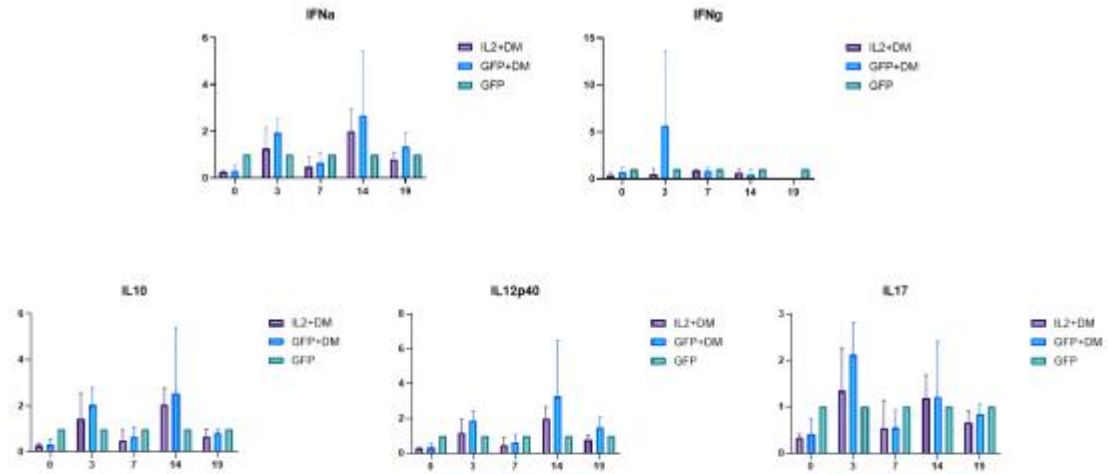 IFNa
6
4
2
0
0 3 7 14 19
IL2+DM
GFP+DM
GFP
IFNg
15
10
5
0
0 3 7 14 19
IL2+DM
GFP+DM
GFP
IL10
6
4
2
0
0 3 7 14 19
IL2+DM
GFP+DM
GFP
IL12p40
8
6
4
2
0
0 3 7 14 19
IL2+DM
GFP+DM
GFP
IL17
3
2
1
0
0 3 7 14 19
IL2+DM
GFP+DM
GFP